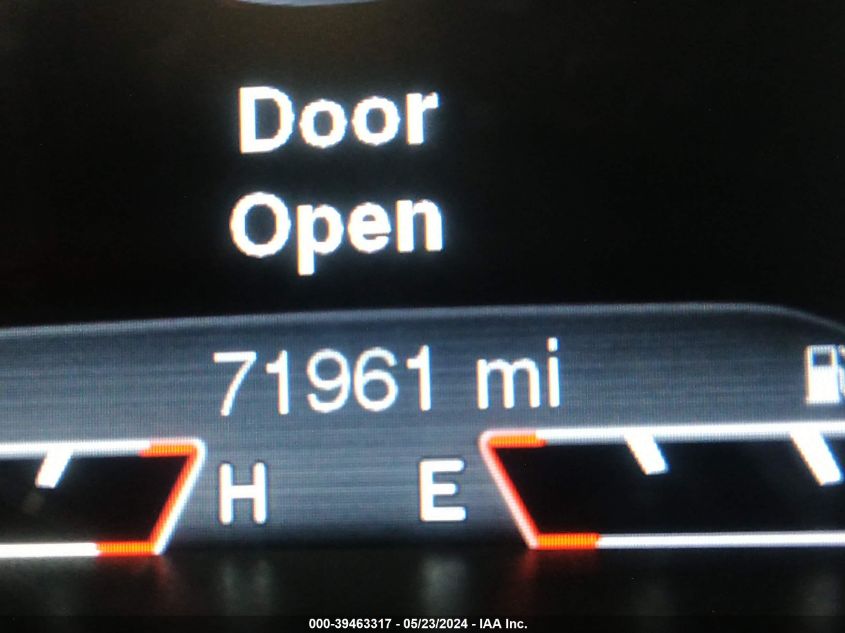 Door
Open
71961 mi
H E
000-39463317 - 05/23/2024 - IAA Inc.